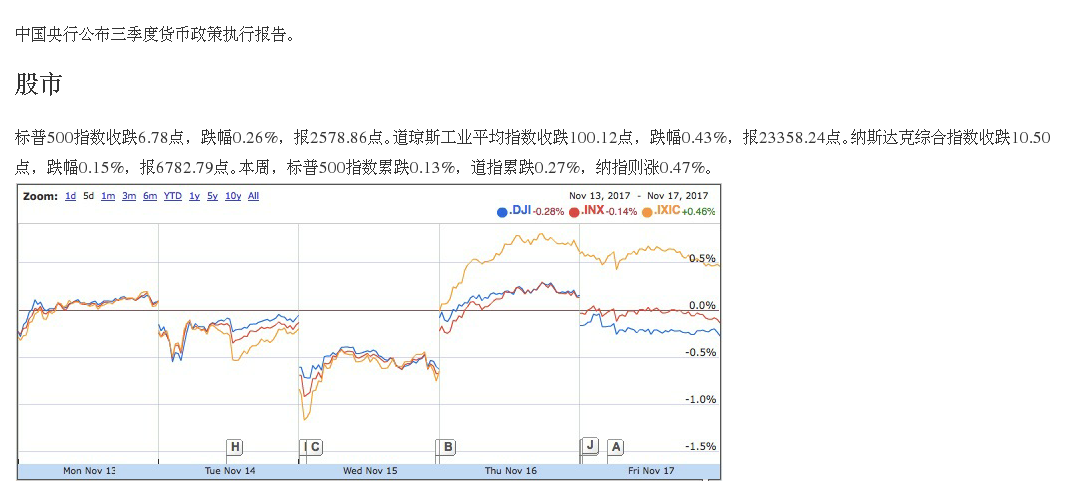 中国央行公布三季度货币政策执行报告。
股市
标普500指数收跌6.78点，跌幅0.26%，报2578.86点。道琼斯工业平均指数收跌100.12点，跌幅0.43%，报23358.24点。纳斯达克综合指数收跌10.50
点，跌幅0.15%，报6782.79点。本周，标普500指数累跌0.13%，道指累跌0.27%，纳指则涨0.47%。
Zoom: 1d 5d 1m 3m 6m YTD 1y 5y 10y All Nov 13, 2017 - Nov 17, 2017
.DJI -0.28% .INX -0.14% .IXIC +0.46%
0.5%
0.0%
-0.5%
-1.0%
H C B J A -1.5%
Mon Nov 13 Tue Nov 14 Wed Nov 15 Thu Nov 16 Fri Nov 17